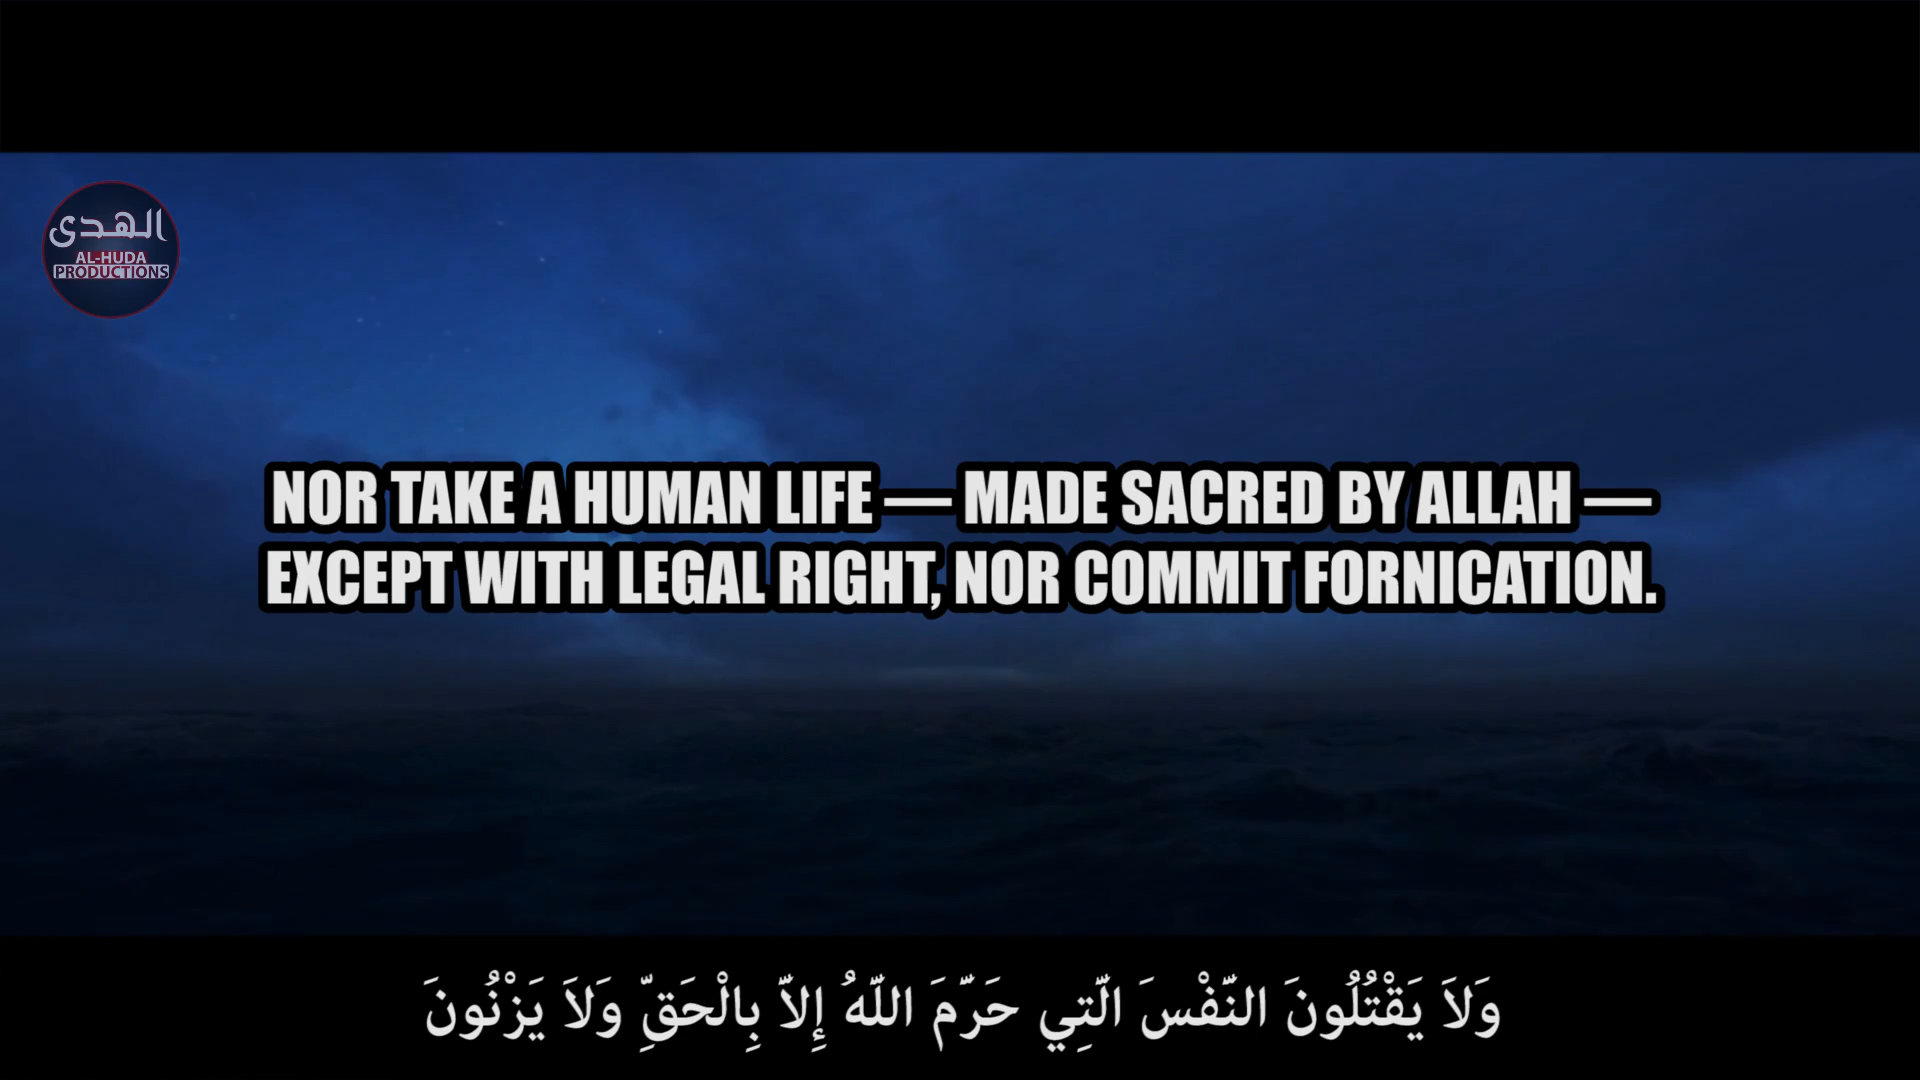 الهدى
AL-HUDA
PRODUCTIONS
NOR TAKE A HUMAN LIFE — MADE SACRED BY ALLAH —
EXCEPT WITH LEGAL RIGHT, NOR COMMIT FORNICATION.
وَلاَ يَقْتُلُونَ النَّفْسَ الَّتِي حَرَّمَ اللَّهُ إِلاَّ بِالْحَقِّ وَلاَ يَزْنُونَ